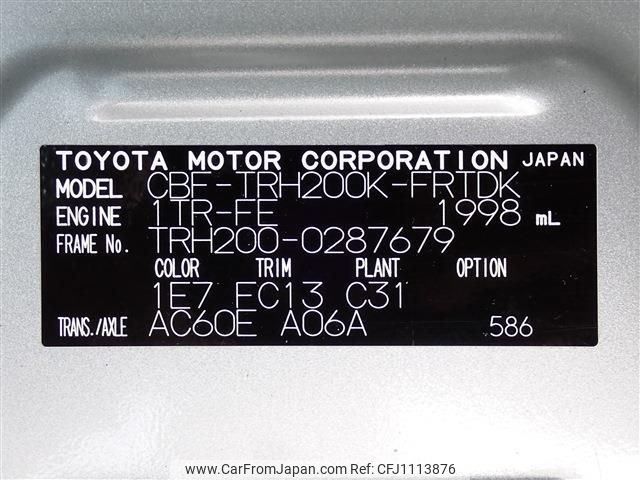 TOYOTA MOTOR CORPORATION JAPAN
MODEL CBF-TRH200K-FRTDK
ENGINE 1TR-FE 1998 mL
FRAME No. TRH200-0287679
COLOR TRIM PLANT OPTION
1E7 FC13 C31
TRANS./AXLE AC60E A06A 586
www.CarFromJapan.com Ref:CFJ1113876